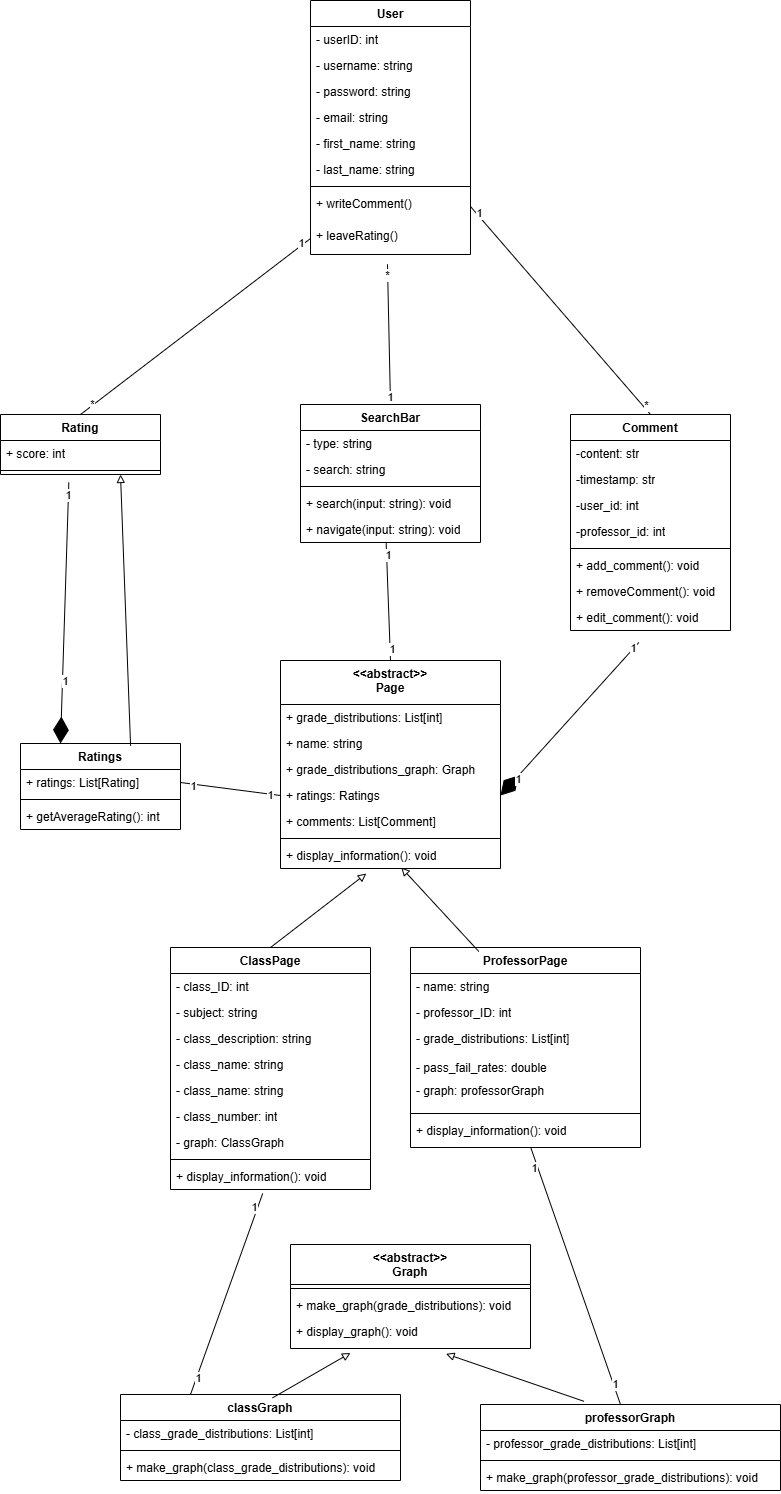 User
- userID: int
- username: string
- password: string
- email: string
- first_name: string
- last_name: string
+ writeComment()
+ leaveRating()
1
1
*
*
1
*
Rating
+ score: int
SearchBar
- type: string
- search: string
+ search(input: string): void
+ navigate(input: string): void
Comment
-content: str
-timestamp: str
-user_id: int
-professor_id: int
+ add_comment(): void
+ removeComment(): void
+ edit_comment(): void
1
1
1
1
1
1
<<abstract>>
Page
+ grade_distributions: List[int]
+ name: string
+ grade_distributions_graph: Graph
+ ratings: Ratings
+ comments: List[Comment]
+ display_information(): void
Ratings
+ ratings: List[Rating]
+ getAverageRating(): int
1
1
ClassPage
- class_ID: int
- subject: string
- class_description: string
- class_name: string
- class_name: string
- class_number: int
- graph: ClassGraph
+ display_information(): void
ProfessorPage
- name: string
- professor_ID: int
- grade_distributions: List[int]
- pass_fail_rates: double
- graph: professorGraph
+ display_information(): void
1
1
<<abstract>>
Graph
+ make_graph(grade_distributions): void
+ display_graph(): void
1
1
classGraph
- class_grade_distributions: List[int]
+ make_graph(class_grade_distributions): void
professorGraph
- professor_grade_distributions: List[int]
+ make_graph(professor_grade_distributions): void